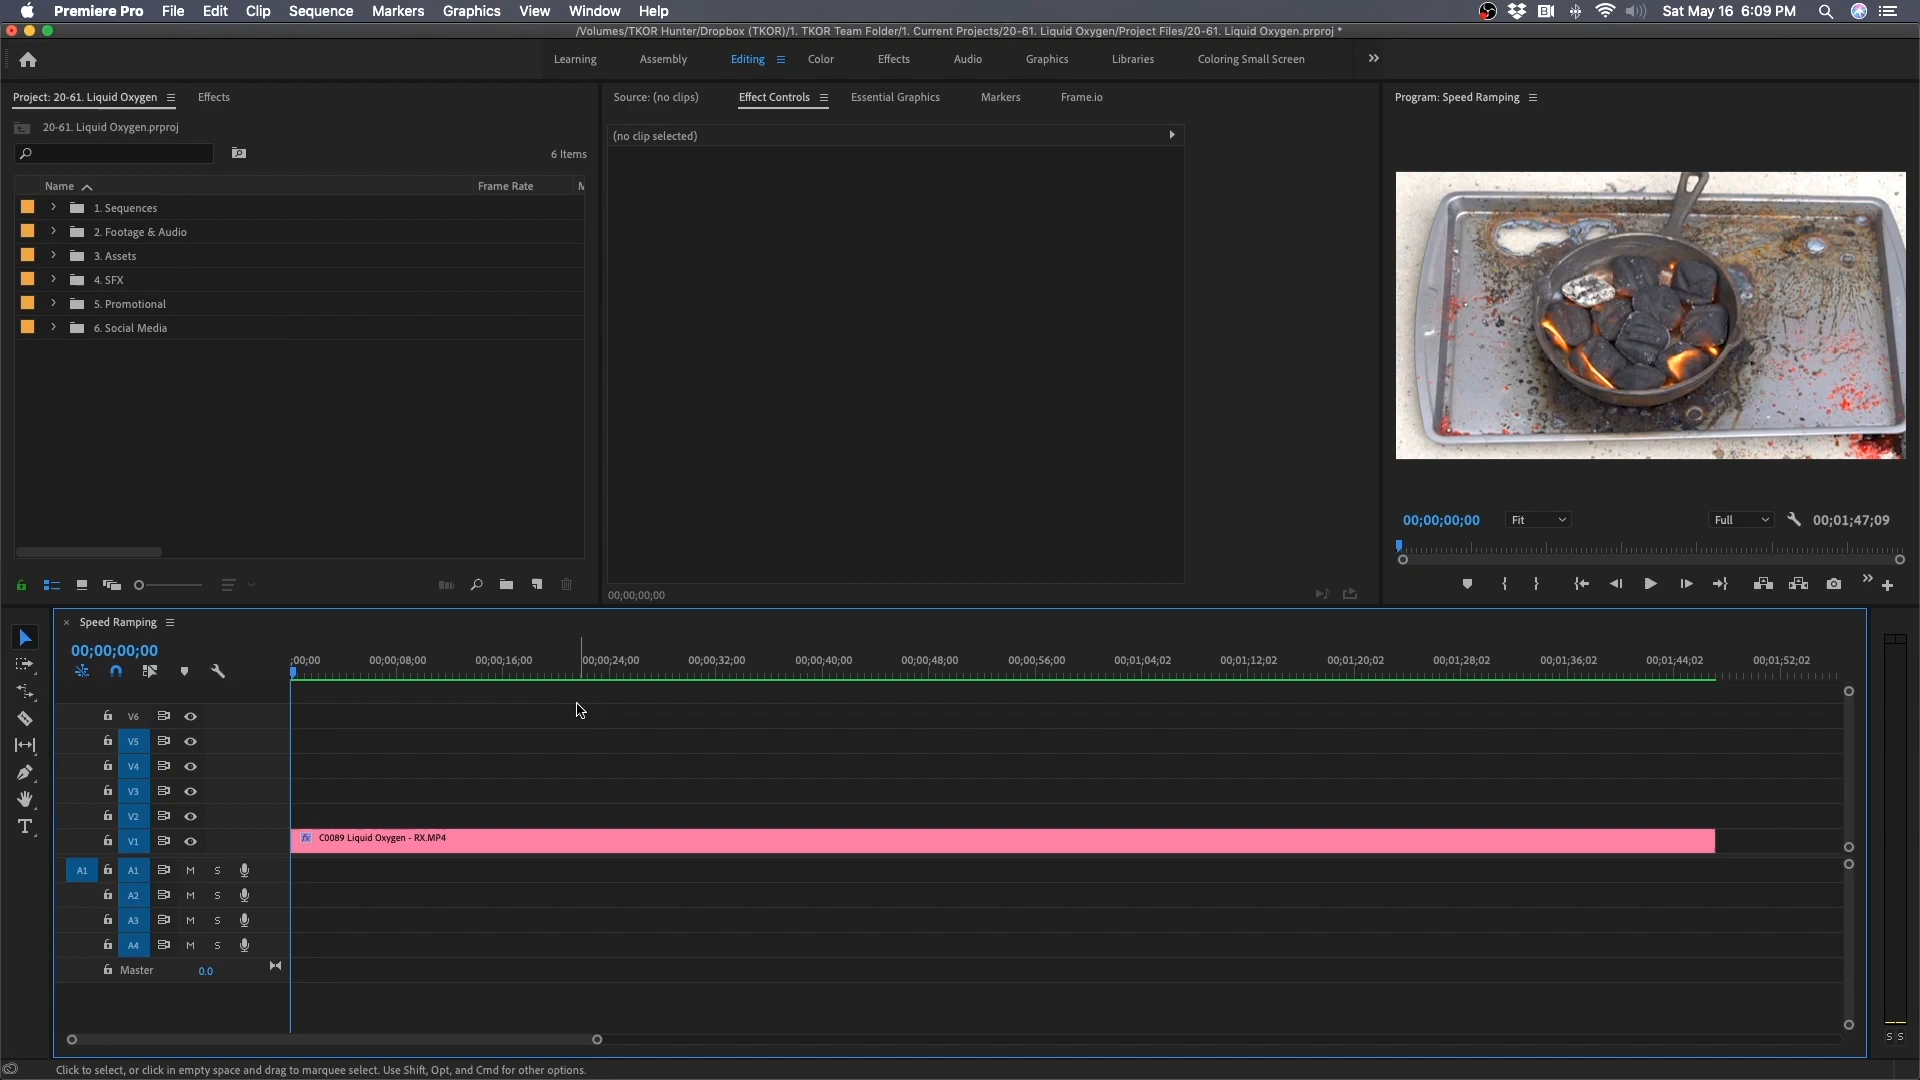 Premiere Pro File Edit Clip Sequence Markers Graphics View Window Help Sat May 16 6:09 PM
/Volumes/TKOR Hunter/Dropbox (TKOR)/1. TKOR Team Folder/1. Current Projects/20-61. Liquid Oxygen/Project Files/20-61. Liquid Oxygen.prproj *
Learning Assembly Editing Color Effects Audio Graphics Libraries Coloring Small Screen
Project: 20-61. Liquid Oxygen Effects
20-61. Liquid Oxygen.prproj
6 Items
Name Frame Rate M
1. Sequences
2. Footage & Audio
3. Assets
4. SFX
5. Promotional
6. Social Media
Source: (no clips) Effect Controls Essential Graphics Markers Frame.io
(no clip selected)
00;00;00;00
Program: Speed Ramping
00;00;00;00 Fit Full 00;01;47;09
Speed Ramping
00;00;00;00
;00;00 00;00;08;00 00;00;16;00 00;00;24;00 00;00;32;00 00;00;40;00 00;00;48;00 00;00;56;00 00;01;04;02 00;01;12;02 00;01;20;02 00;01;28;02 00;01;36;02 00;01;44;02 00;01;52;02
V6
V5
V4
V3
V2
V1 fx C0089 Liquid Oxygen - RX.MP4
A1 A1 M S
A2 M S
A3 M S
A4 M S
Master 0.0
S S
Click to select, or click in empty space and drag to marquee select. Use Shift, Opt, and Cmd for other options.